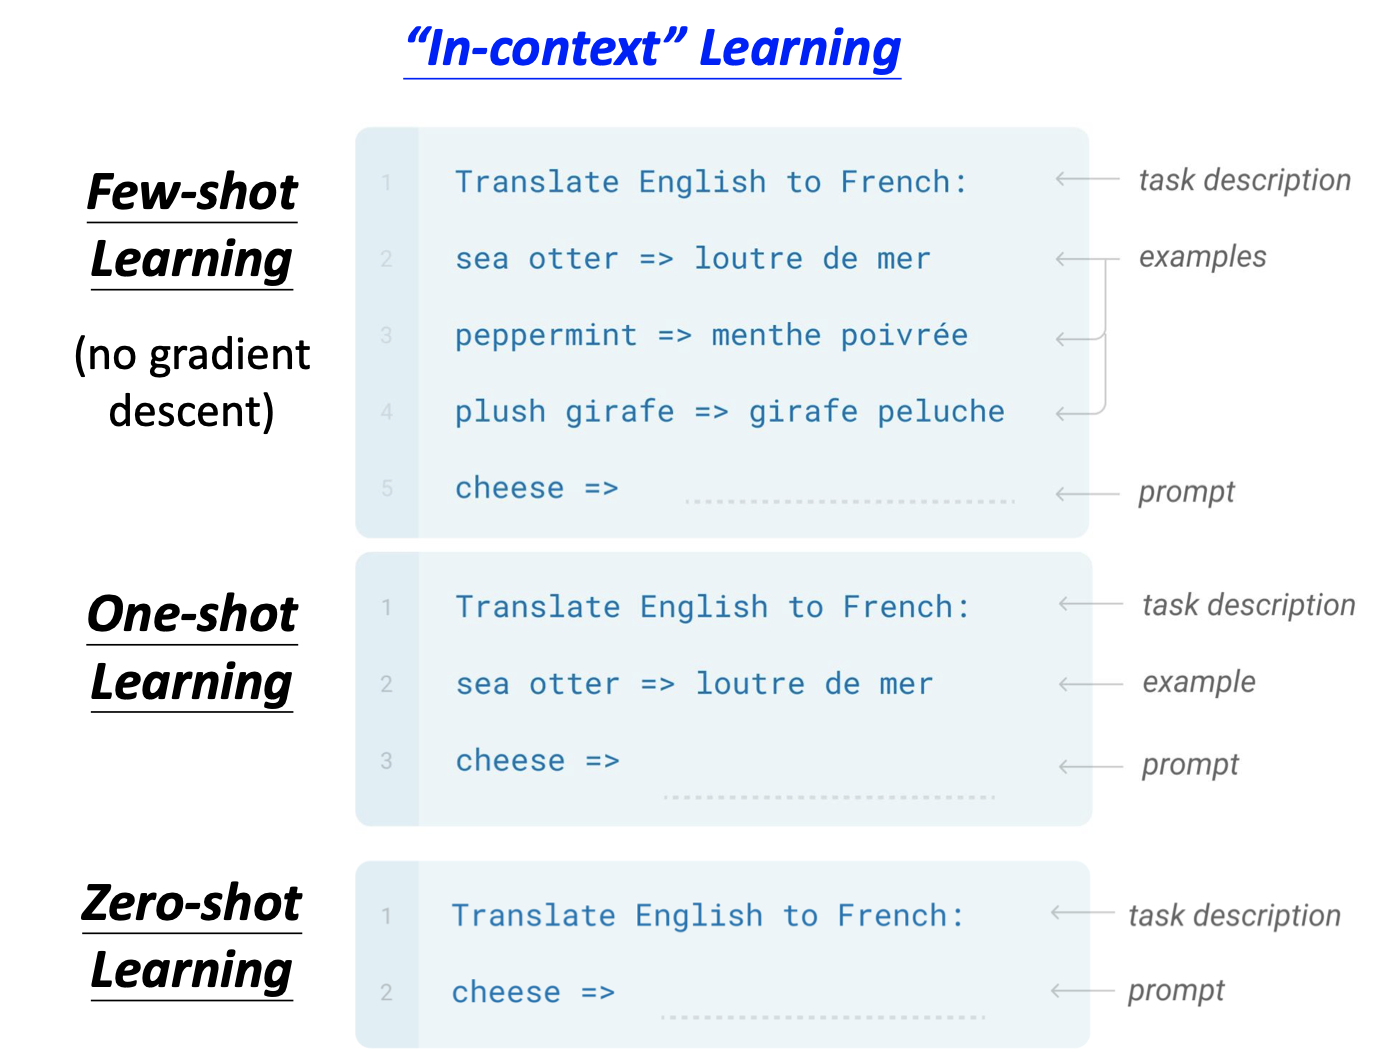 “In-context” Learning
Few-shot
Learning
(no gradient
descent)
1 Translate English to French: task description
2 sea otter => loutre de mer examples
3 peppermint => menthe poivrée
4 plush girafe => girafe peluche
5 cheese => prompt
One-shot
Learning
1 Translate English to French: task description
2 sea otter => loutre de mer example
3 cheese => prompt
Zero-shot
Learning
1 Translate English to French: task description
2 cheese => prompt